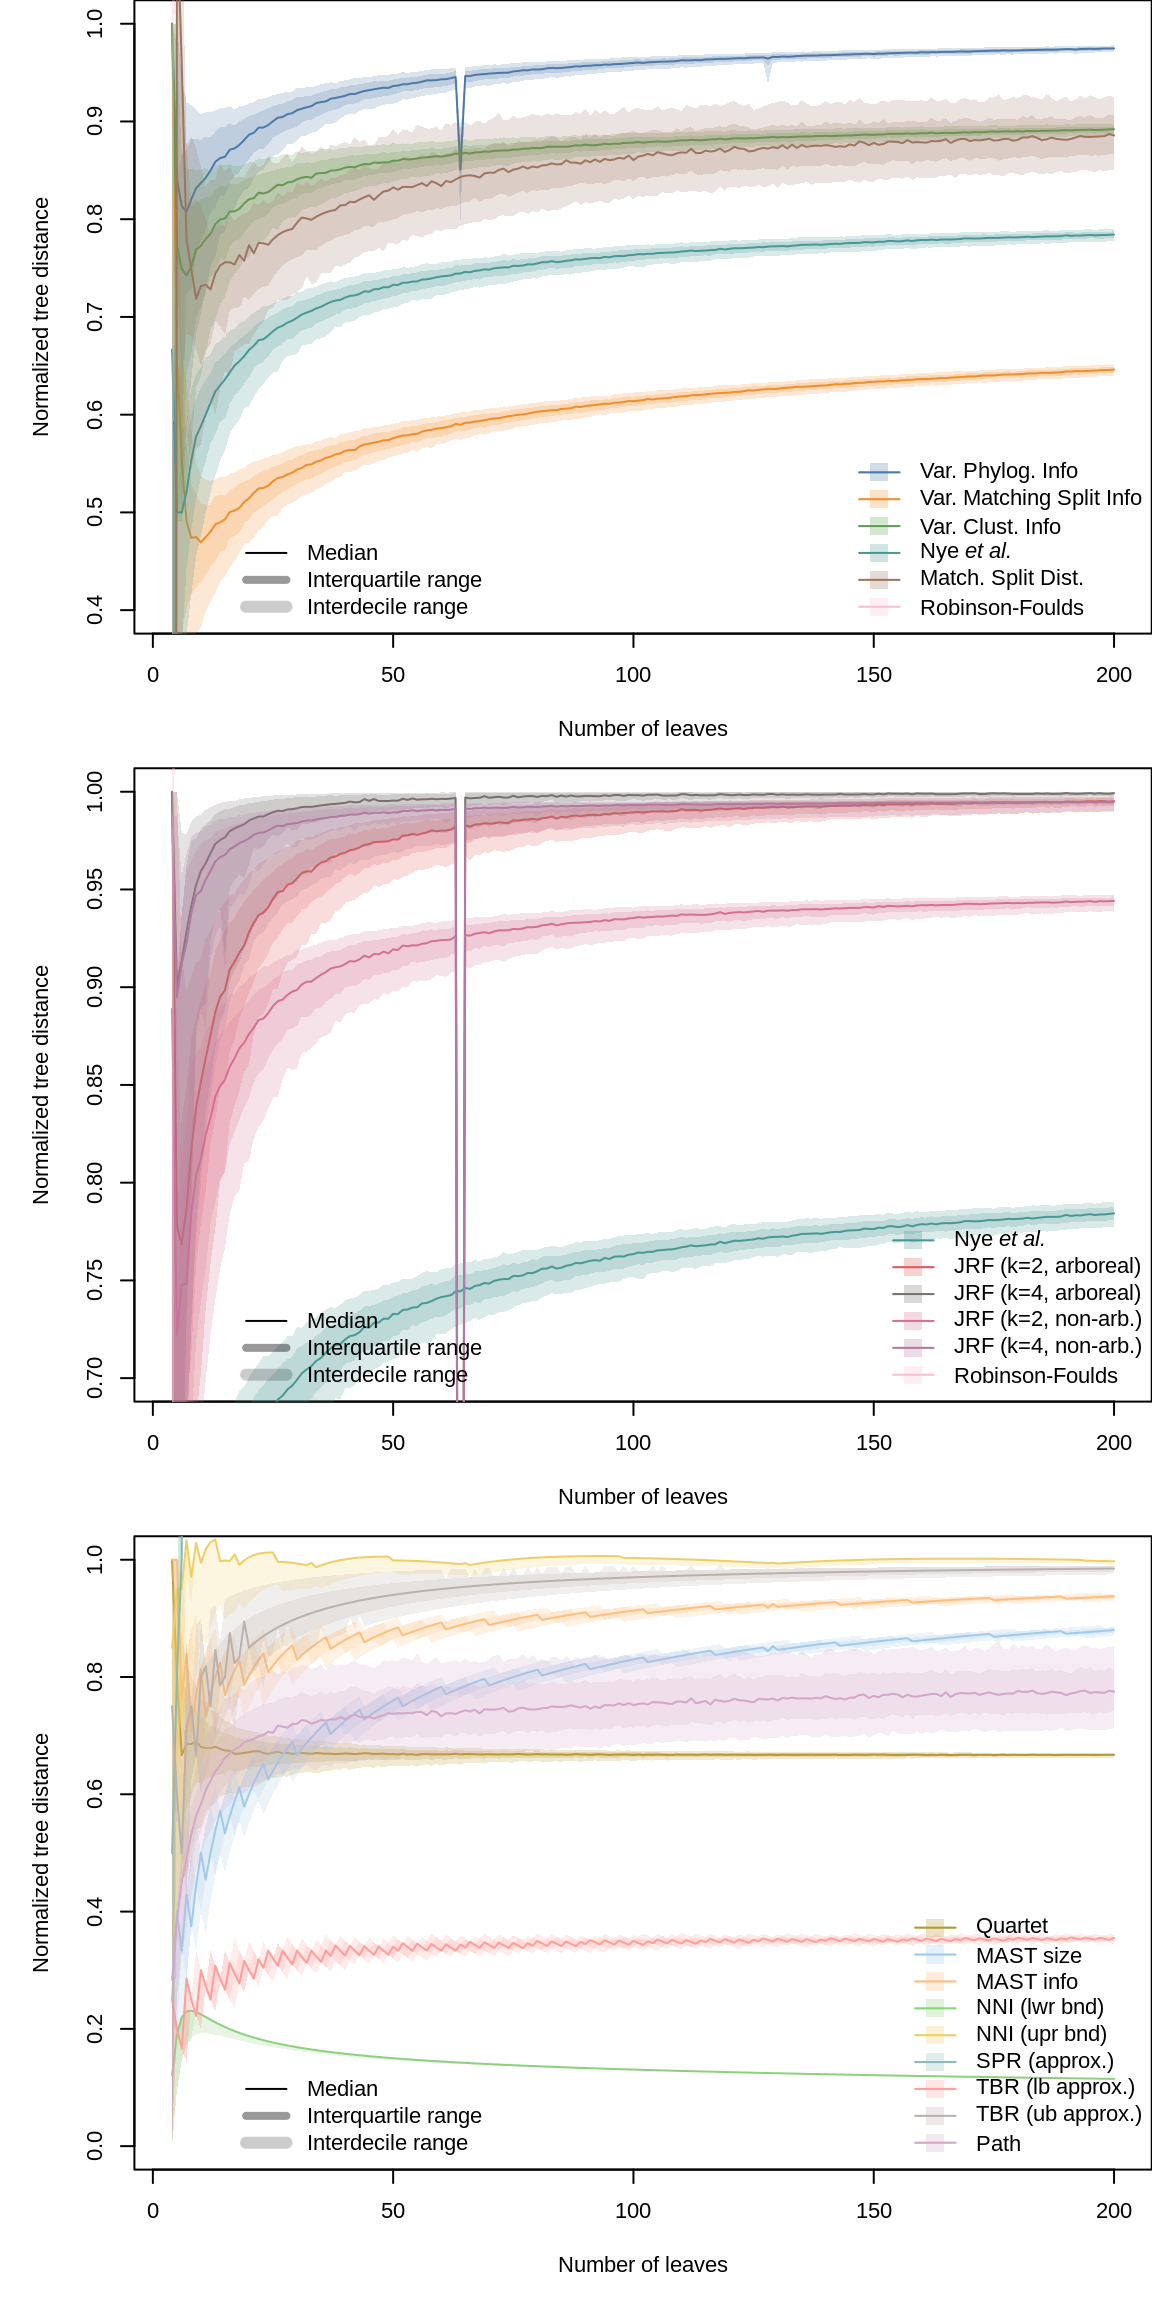 1.0
0.9
0.8
0.7
0.6
0.5
0.4
Normalized tree distance
Var. Phylog. Info
Var. Matching Split Info
Var. Clust. Info
Nye et al.
Match. Split Dist.
Robinson-Foulds
Median
Interquartile range
Interdecile range
0 50 100 150 200
Number of leaves
1.00
0.95
0.90
0.85
0.80
0.75
0.70
Normalized tree distance
Nye et al.
JRF (k=2, arboreal)
JRF (k=4, arboreal)
JRF (k=2, non-arb.)
JRF (k=4, non-arb.)
Robinson-Foulds
Median
Interquartile range
Interdecile range
0 50 100 150 200
Number of leaves
1.0
0.8
0.6
0.4
0.2
0.0
Normalized tree distance
Quartet
MAST size
MAST info
NNI (lwr bnd)
NNI (upr bnd)
SPR (approx.)
TBR (lb approx.)
TBR (ub approx.)
Path
Median
Interquartile range
Interdecile range
0 50 100 150 200
Number of leaves